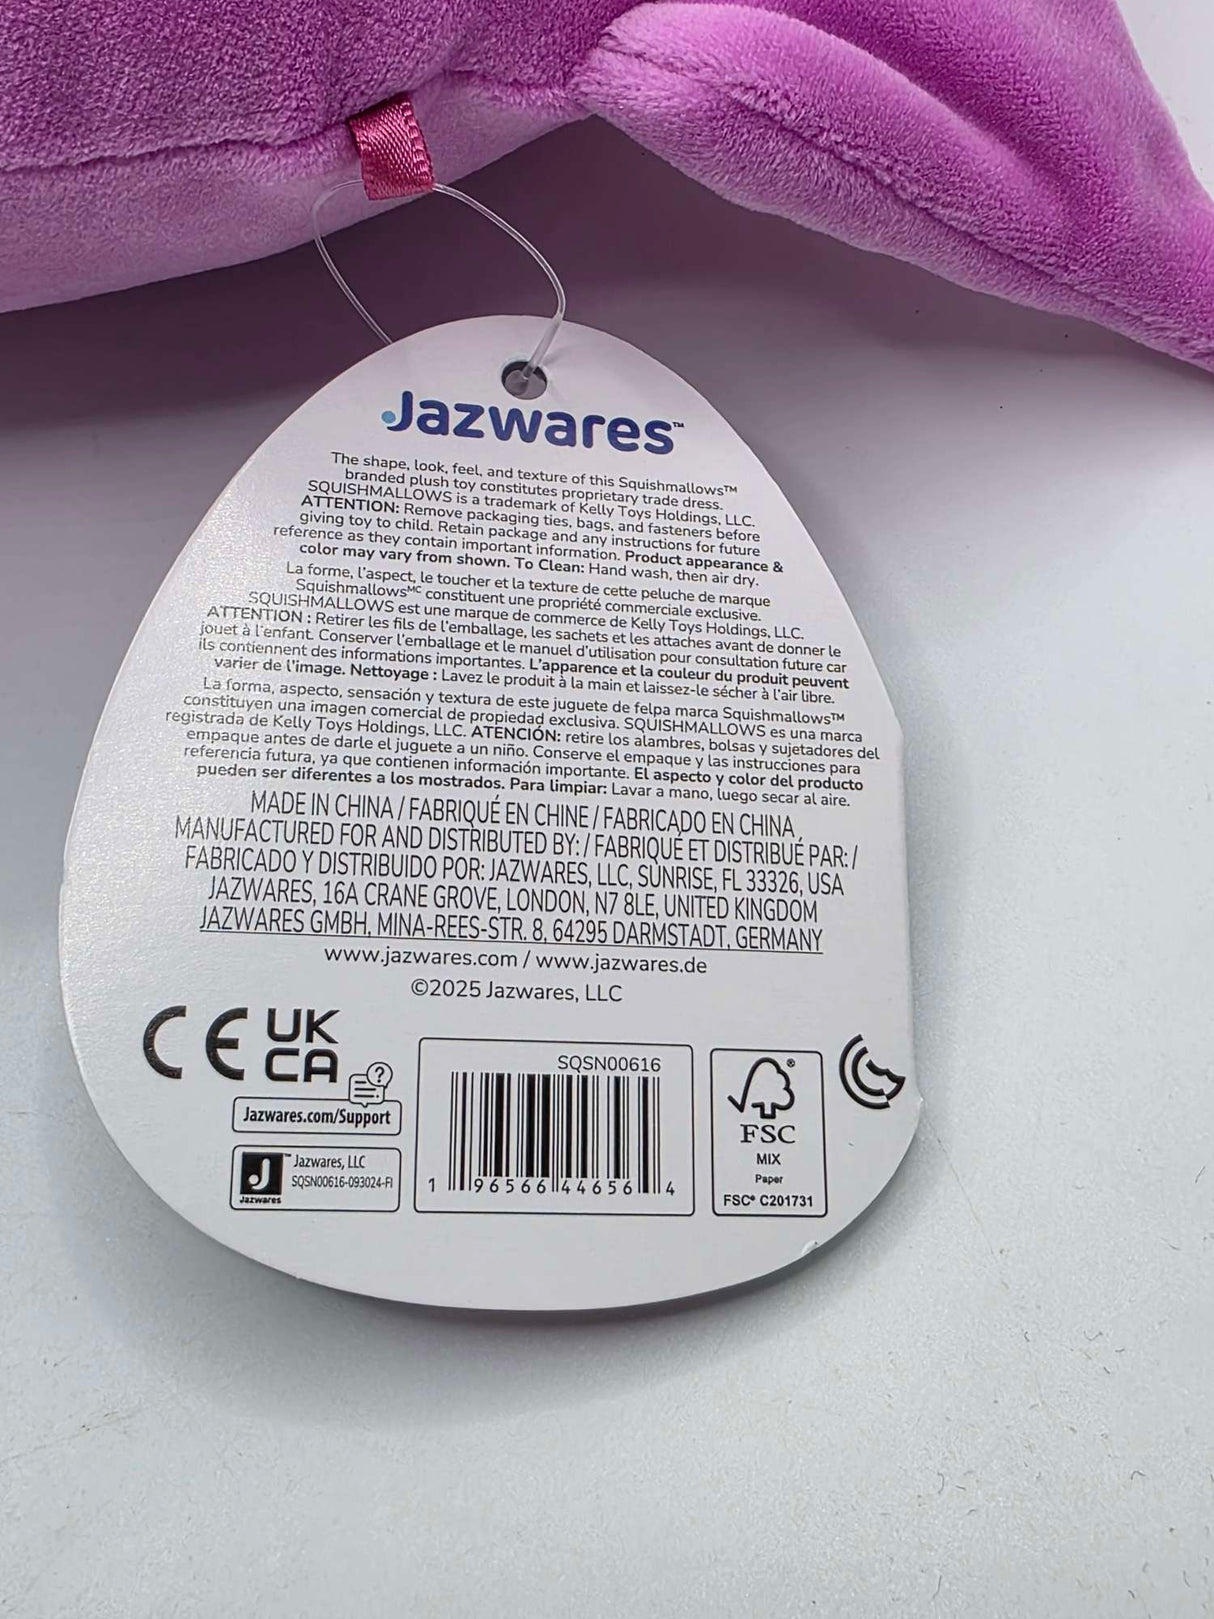 Jazwares™
The shape, look, feel, and texture of this Squishmallows™
branded plush toy constitutes proprietary trade dress.
SQUISHMALLOWS is a trademark of Kelly Toys Holdings, LLC.
ATTENTION: Remove packaging ties, bags, and fasteners before
giving toy to child. Retain package and any instructions for future
reference as they contain important information. Product appearance &
color may vary from shown. To Clean: Hand wash, then air dry.
La forme, l'aspect, le toucher et la texture de cette peluche de marque
Squishmallowsᴹᶜ constituent une propriété commerciale exclusive.
SQUISHMALLOWS est une marque de commerce de Kelly Toys Holdings, LLC.
ATTENTION : Retirer les fils de l'emballage, les sachets et les attaches avant de donner le
jouet à l'enfant. Conserver l'emballage et le manuel d'utilisation pour consultation future car
ils contiennent des informations importantes. L'apparence et la couleur du produit peuvent
varier de l'image. Nettoyage : Lavez le produit à la main et laissez-le sécher à l'air libre.
La forma, aspecto, sensación y textura de este juguete de felpa marca Squishmallows™
constituyen una imagen comercial de propiedad exclusiva. SQUISHMALLOWS es una marca
registrada de Kelly Toys Holdings, LLC. ATENCIÓN: retire los alambres, bolsas y sujetadores del
empaque antes de darle el juguete a un niño. Conserve el empaque y las instrucciones para
referencia futura, ya que contienen información importante. El aspecto y color del producto
pueden ser diferentes a los mostrados. Para limpiar: Lavar a mano, luego secar al aire.
MADE IN CHINA / FABRIQUÉ EN CHINE / FABRICADO EN CHINA
MANUFACTURED FOR AND DISTRIBUTED BY: / FABRIQUÉ ET DISTRIBUÉ PAR: /
FABRICADO Y DISTRIBUIDO POR: JAZWARES, LLC, SUNRISE, FL 33326, USA
JAZWARES, 16A CRANE GROVE, LONDON, N7 8LE, UNITED KINGDOM
JAZWARES GMBH, MINA-REES-STR. 8, 64295 DARMSTADT, GERMANY
www.jazwares.com / www.jazwares.de
©2025 Jazwares, LLC
CE UK
CA
?
Jazwares.com/Support
J™ Jazwares, LLC
SQSN00616-093024-FI
Jazwares
SQSN00616
1 96566 44656 4
®
FSC
MIX
Paper
FSC® C201731